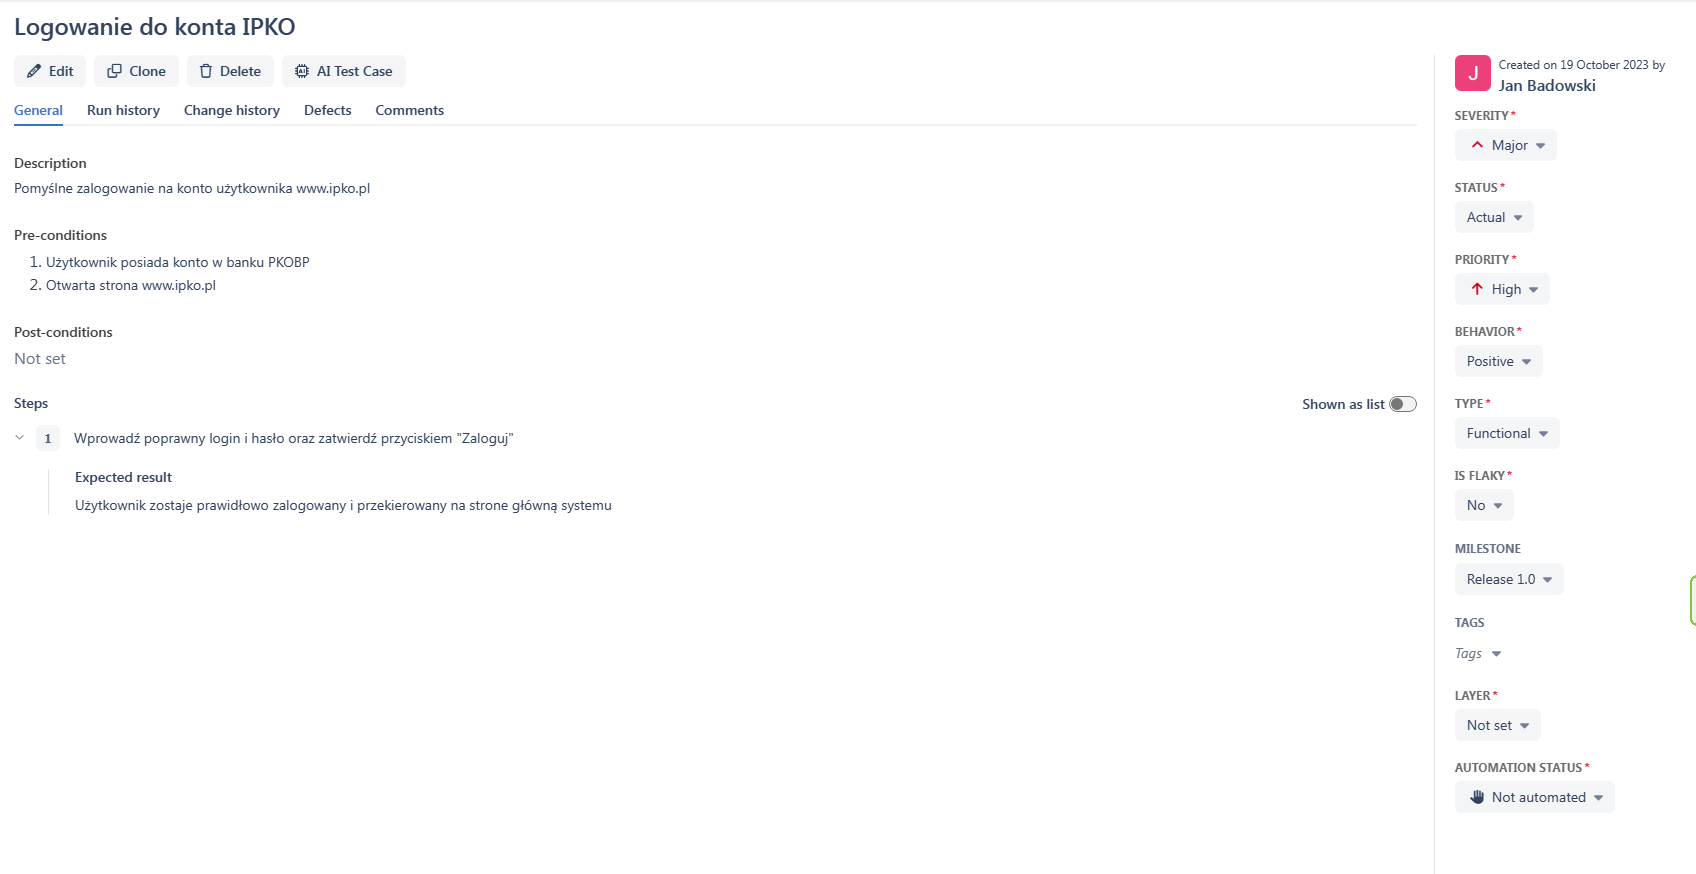 Logowanie do konta IPKO
Edit
Clone
Delete
AI Test Case
General
Run history
Change history
Defects
Comments
Description
Pomyślne zalogowanie na konto użytkownika www.ipko.pl
Pre-conditions
1. Użytkownik posiada konto w banku PKOBP
2. Otwarta strona www.ipko.pl
Post-conditions
Not set
Steps
Shown as list
1 Wprowadź poprawny login i hasło oraz zatwierdź przyciskiem "Zaloguj"
Expected result
Użytkownik zostaje prawidłowo zalogowany i przekierowany na strone główną systemu
J
Created on 19 October 2023 by
Jan Badowski
SEVERITY*
Major
STATUS*
Actual
PRIORITY*
High
BEHAVIOR*
Positive
TYPE*
Functional
IS FLAKY*
No
MILESTONE
Release 1.0
TAGS
Tags
LAYER*
Not set
AUTOMATION STATUS*
Not automated